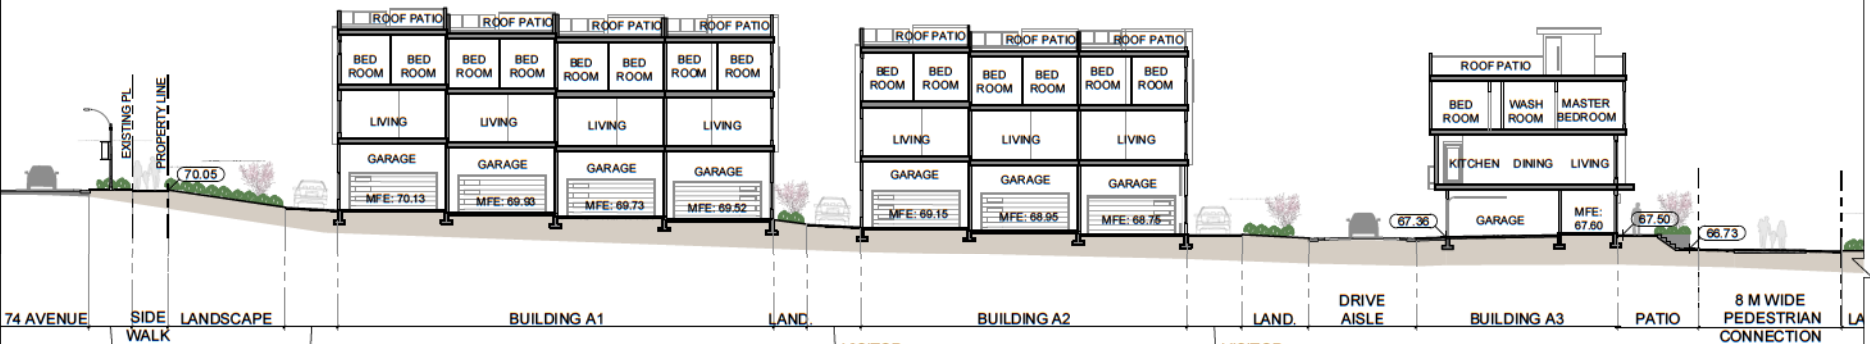 ROOF PATIO ROOF PATIO ROOF PATIO ROOF PATIO
BED ROOM BED ROOM BED ROOM BED ROOM BED ROOM BED ROOM BED ROOM BED ROOM
LIVING LIVING LIVING LIVING
GARAGE GARAGE GARAGE GARAGE
MFE: 70.13 MFE: 69.93 MFE: 69.73 MFE: 69.52
EXISTING PL
PROPERTY LINE
70.05
ROOF PATIO ROOF PATIO ROOF PATIO
BED ROOM BED ROOM BED ROOM BED ROOM BED ROOM BED ROOM
LIVING LIVING LIVING
GARAGE GARAGE GARAGE
MFE: 69.15 MFE: 68.95 MFE: 68.75
ROOF PATIO
BED ROOM WASH ROOM MASTER BEDROOM
KITCHEN DINING LIVING
GARAGE MFE: 67.60
67.36
67.50
66.73
74 AVENUE
SIDE
WALK
LANDSCAPE
BUILDING A1
LAND.
BUILDING A2
LAND.
DRIVE
AISLE
BUILDING A3
PATIO
8 M WIDE
PEDESTRIAN
CONNECTION
LA